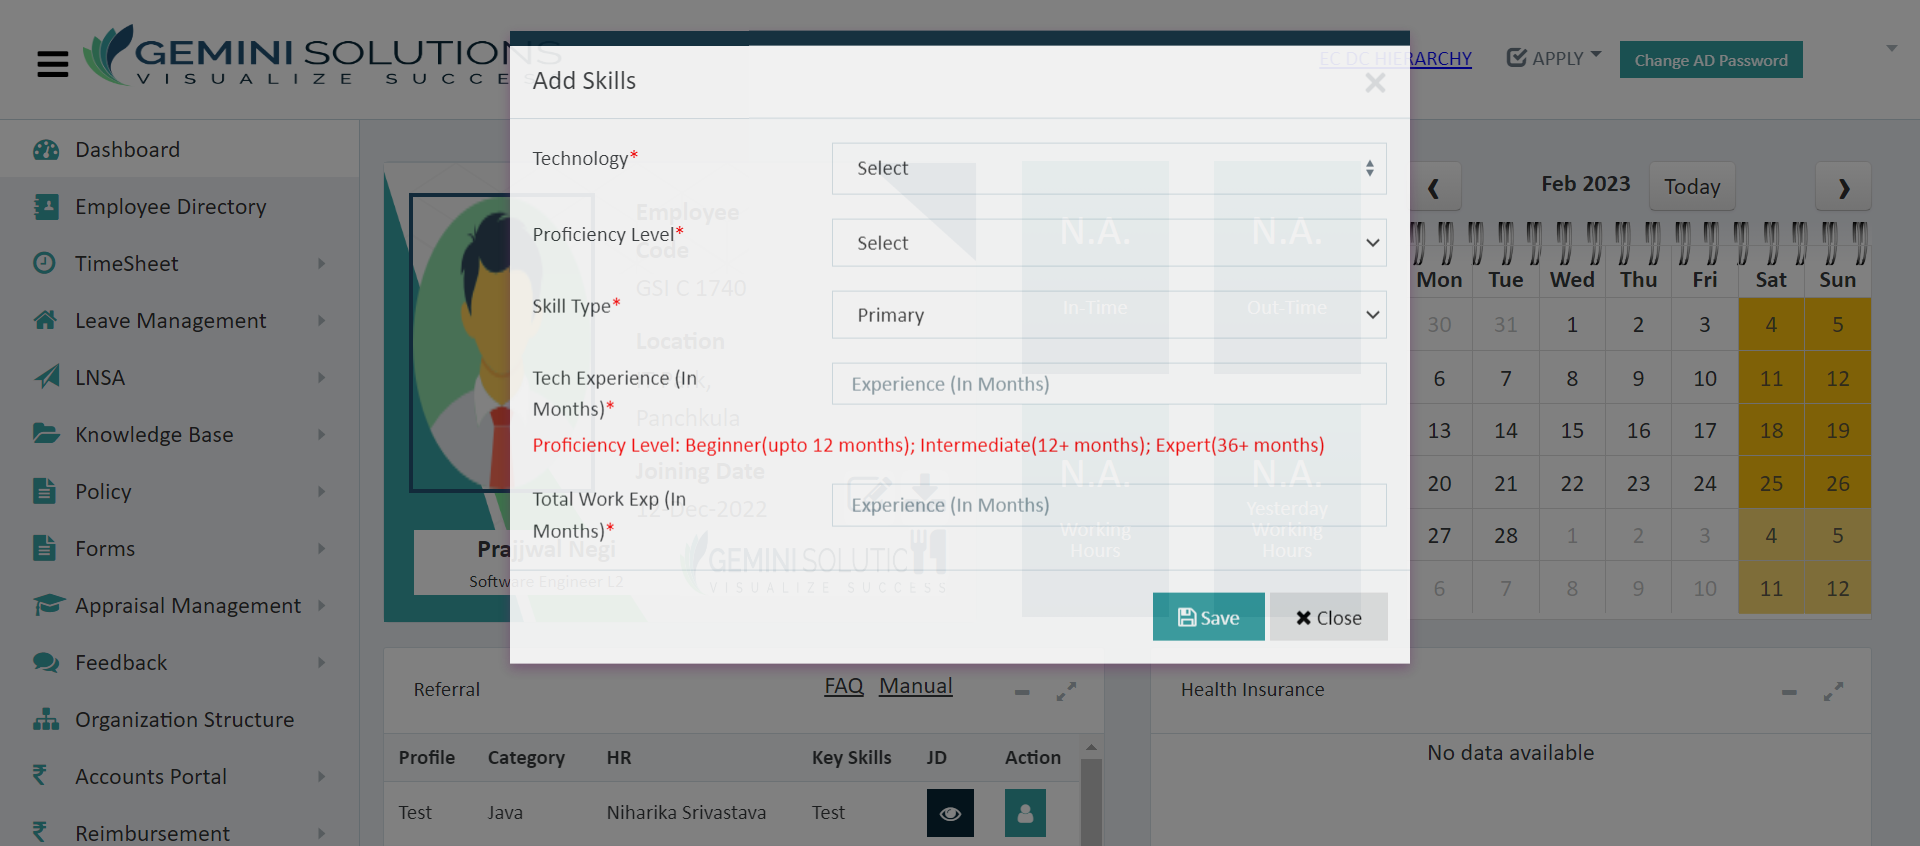 GEMINI SOLUTIONS
VISUALIZE SUCCESS
EC DC HIERARCHY
APPLY
Change AD Password
Dashboard
Employee Directory
TimeSheet
Leave Management
LNSA
Knowledge Base
Policy
Forms
Appraisal Management
Feedback
Organization Structure
Accounts Portal
Reimbursement
Add Skills
Technology*
Select
Proficiency Level*
Select
Skill Type*
Primary
Tech Experience (In
Months)*
Experience (In Months)
Proficiency Level: Beginner(upto 12 months); Intermediate(12+ months); Expert(36+ months)
Total Work Exp (In
Months)*
Experience (In Months)
Save
Close
Employee
Code
GSI C 1740
Location
Panchkula
Joining Date
12-Dec-2022
Prajjwal Negi
Software Engineer L2
GEMINI SOLUTIC
VISUALIZE SUCCESS
N.A.
In-Time
N.A.
Out-Time
N.A.
Working
Hours
N.A.
Yesterday
Working
Hours
Feb 2023
Today
Mon Tue Wed Thu Fri Sat Sun
30 31 1 2 3 4 5
6 7 8 9 10 11 12
13 14 15 16 17 18 19
20 21 22 23 24 25 26
27 28 1 2 3 4 5
6 7 8 9 10 11 12
Referral
FAQ
Manual
Profile Category HR Key Skills JD Action
Test Java Niharika Srivastava Test
Health Insurance
No data available